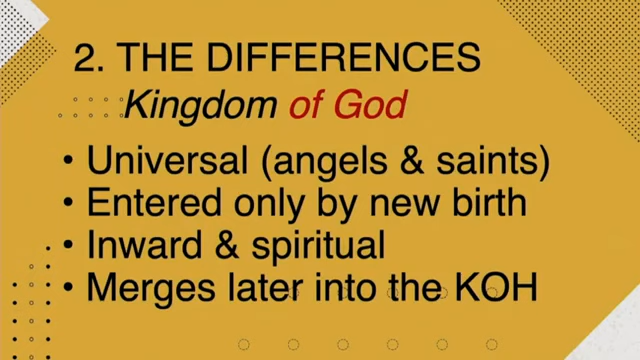 2. THE DIFFERENCES
Kingdom of God
• Universal (angels & saints)
• Entered only by new birth
• Inward & spiritual
• Merges later into the KOH